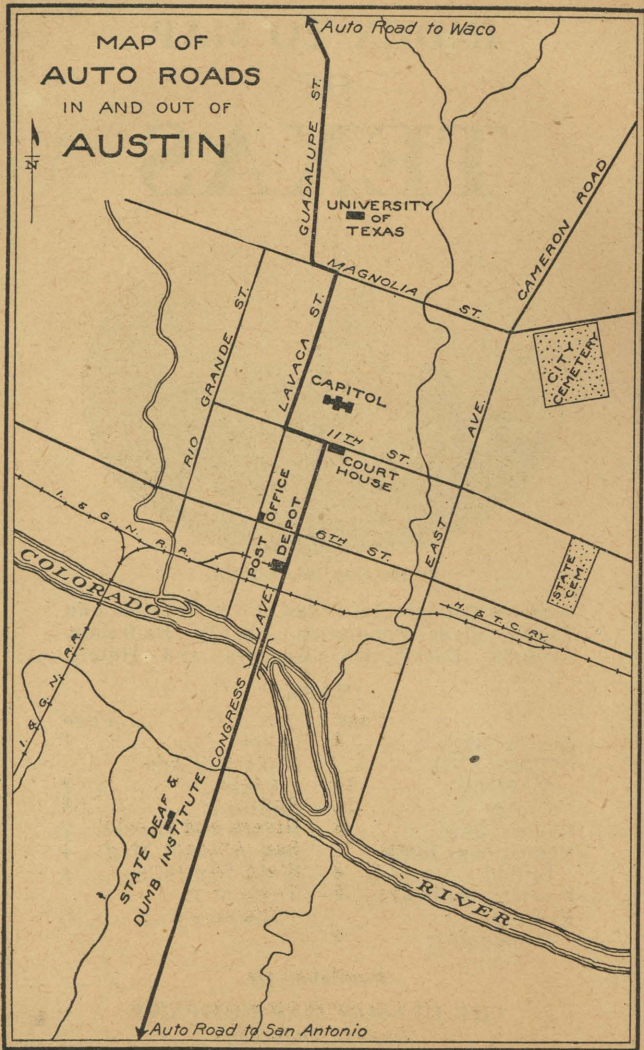 Auto Road to Waco
MAP OF
AUTO ROADS
IN AND OUT OF
AUSTIN
N
GUADALUPE ST.
UNIVERSITY
OF
TEXAS
CAMERON ROAD
MAGNOLIA ST.
RIO GRANDE ST.
LAVACA ST.
CITY
CEMETERY
CAPITOL
11TH ST.
COURT
HOUSE
EAST AVE.
POST OFFICE
DEPOT
6TH ST.
I. & G. N. R.R.
STATE
CEM.
COLORADO
H. & T. C. RY
I. & G. N. R.R.
CONGRESS AVE.
STATE DEAF &
DUMB INSTITUTE
RIVER
Auto Road to San Antonio